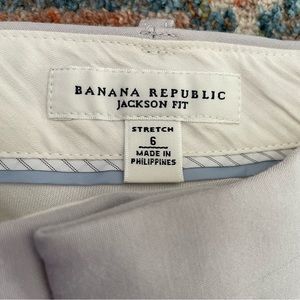 BANANA REPUBLIC
JACKSON FIT
STRETCH
6
MADE IN
PHILIPPINES